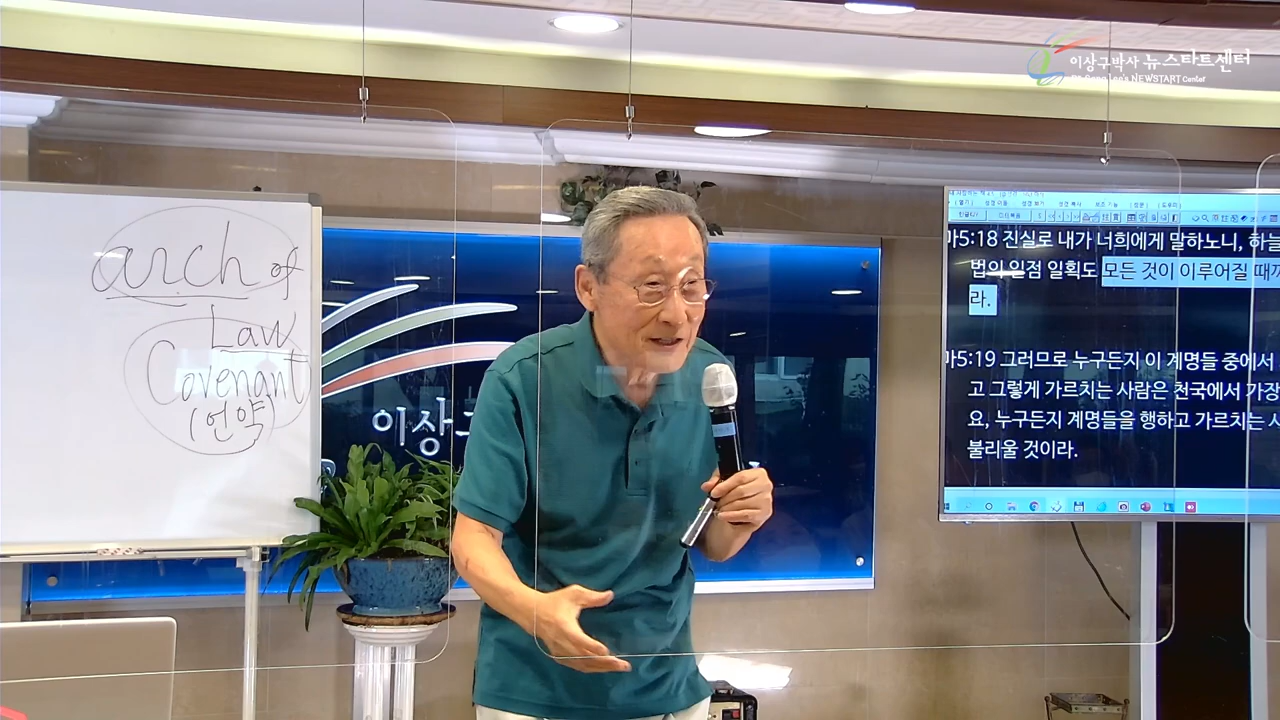 이상구박사 뉴스타트센터
Dr. Sang Lee's NEWSTART Center
arch of
Law
Covenant
(언약)
이상구
마5:18 진실로 내가 너희에게 말하노니, 하늘
법의 일점 일획도 모든 것이 이루어질 때까
라.
마5:19 그러므로 누구든지 이 계명들 중에서
고 그렇게 가르치는 사람은 천국에서 가장
요, 누구든지 계명들을 행하고 가르치는 사
불리울 것이라.